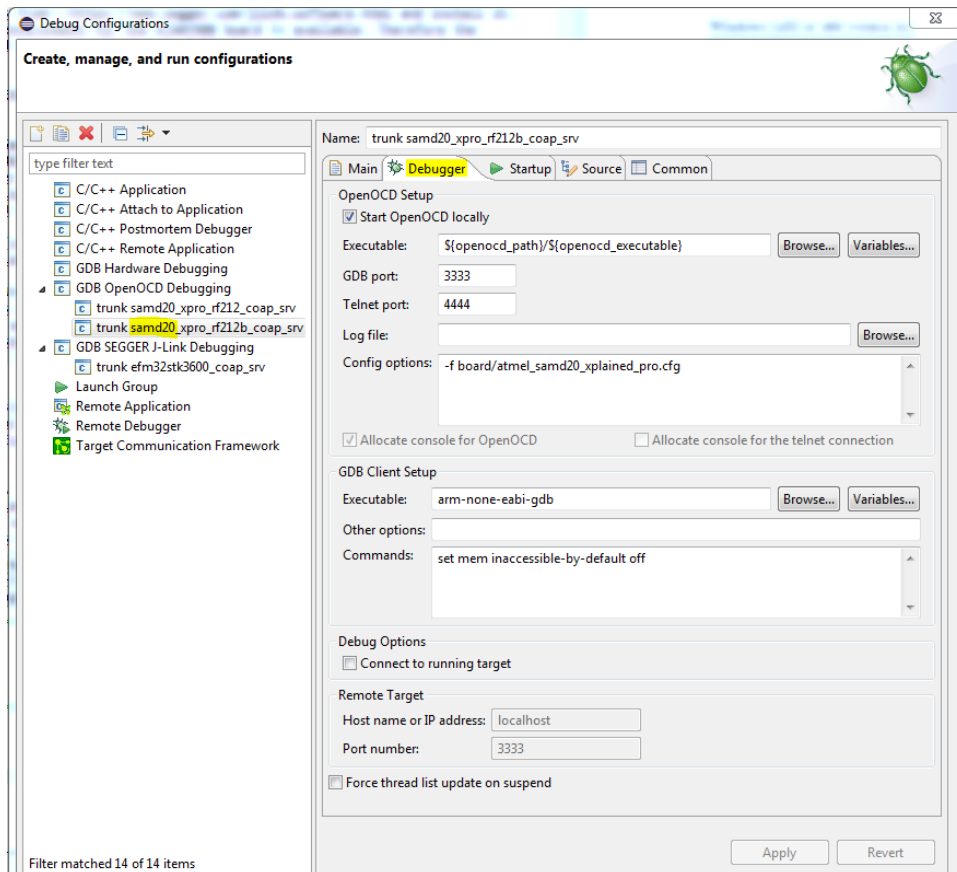 Debug Configurations
Create, manage, and run configurations
type filter text
C/C++ Application
C/C++ Attach to Application
C/C++ Postmortem Debugger
C/C++ Remote Application
GDB Hardware Debugging
GDB OpenOCD Debugging
trunk samd20_xpro_rf212_coap_srv
trunk samd20_xpro_rf212b_coap_srv
GDB SEGGER J-Link Debugging
trunk efm32stk3600_coap_srv
Launch Group
Remote Application
Remote Debugger
Target Communication Framework
Filter matched 14 of 14 items
Name: trunk samd20_xpro_rf212b_coap_srv
Main Debugger Startup Source Common
OpenOCD Setup
Start OpenOCD locally
Executable: ${openocd_path}/${openocd_executable} Browse... Variables...
GDB port: 3333
Telnet port: 4444
Log file: Browse...
Config options: -f board/atmel_samd20_xplained_pro.cfg
Allocate console for OpenOCD Allocate console for the telnet connection
GDB Client Setup
Executable: arm-none-eabi-gdb Browse... Variables...
Other options:
Commands: set mem inaccessible-by-default off
Debug Options
Connect to running target
Remote Target
Host name or IP address: localhost
Port number: 3333
Force thread list update on suspend
Apply Revert